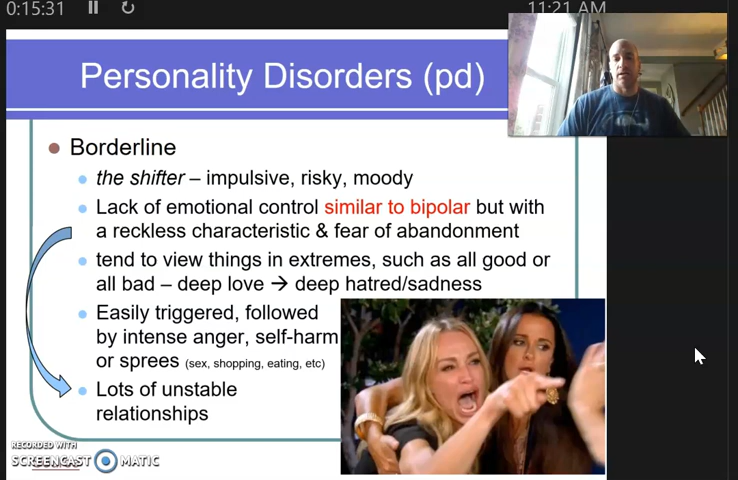 0:15:31
11:21 AM
Personality Disorders (pd)
Borderline
the shifter – impulsive, risky, moody
Lack of emotional control similar to bipolar but with
a reckless characteristic & fear of abandonment
tend to view things in extremes, such as all good or
all bad – deep love → deep hatred/sadness
Easily triggered, followed
by intense anger, self-harm
or sprees (sex, shopping, eating, etc)
Lots of unstable
relationships
RECORDED WITH
SCREENCAST MATIC